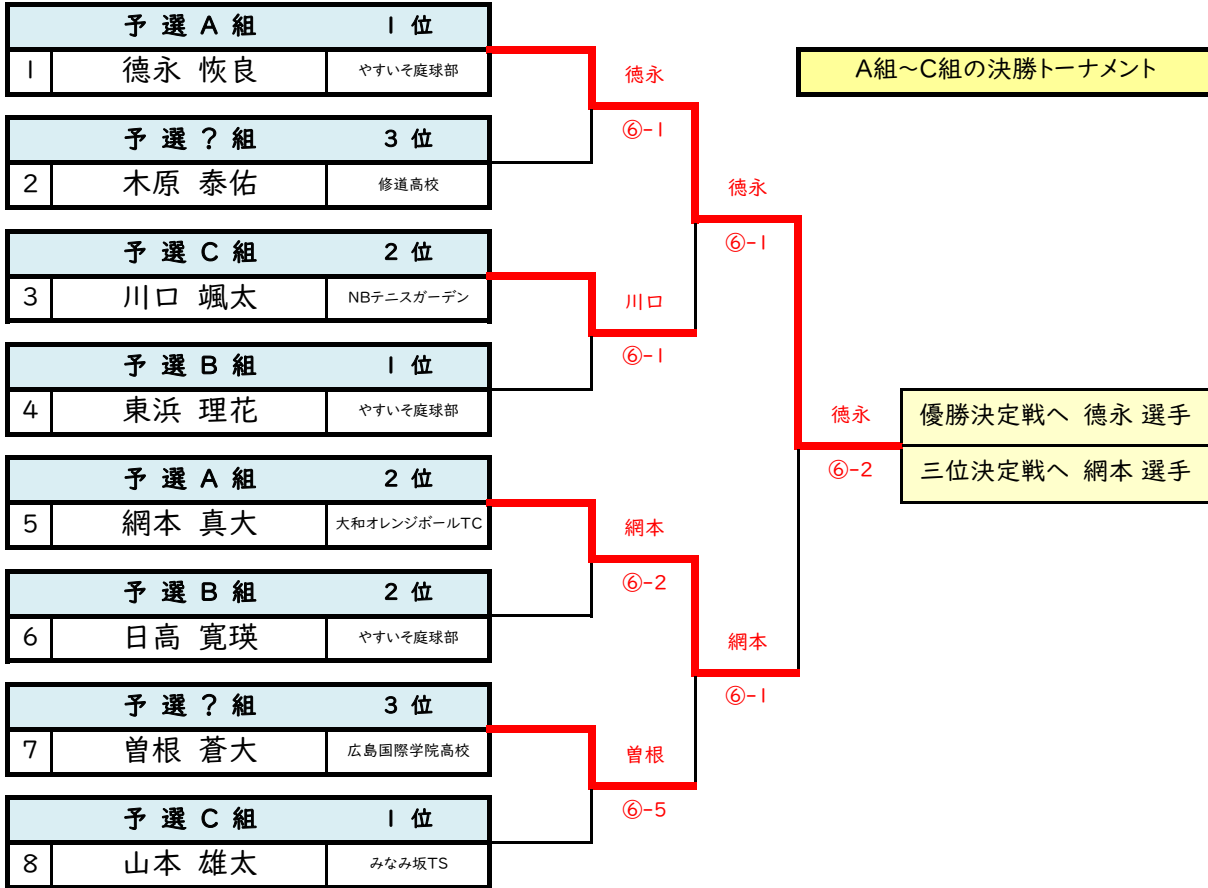 予 選 A 組 1 位
1 德永 恢良 やすいそ庭球部
予 選 ? 組 3 位
2 木原 泰佑 修道高校
予 選 C 組 2 位
3 川口 颯太 NBテニスガーデン
予 選 B 組 1 位
4 東浜 理花 やすいそ庭球部
予 選 A 組 2 位
5 網本 真大 大和オレンジボールTC
予 選 B 組 2 位
6 日高 寛瑛 やすいそ庭球部
予 選 ? 組 3 位
7 曽根 蒼大 広島国際学院高校
予 選 C 組 1 位
8 山本 雄太 みなみ坂TS
德永
⑥-1
川口
⑥-1
網本
⑥-2
曽根
⑥-5
德永
⑥-1
網本
⑥-1
德永
⑥-2
A組~C組の決勝トーナメント
優勝決定戦へ 德永 選手
三位決定戦へ 網本 選手